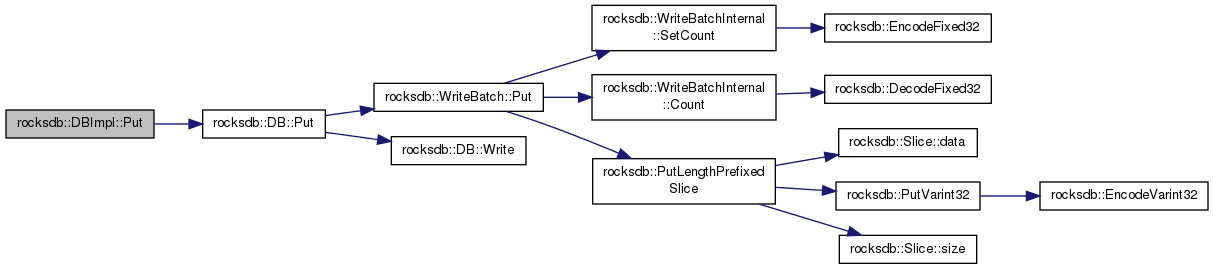 rocksdb::DBImpl::Put
rocksdb::DB::Put
rocksdb::WriteBatch::Put
rocksdb::DB::Write
rocksdb::WriteBatchInternal
::SetCount
rocksdb::WriteBatchInternal
::Count
rocksdb::PutLengthPrefixed
Slice
rocksdb::EncodeFixed32
rocksdb::DecodeFixed32
rocksdb::Slice::data
rocksdb::PutVarint32
rocksdb::Slice::size
rocksdb::EncodeVarint32